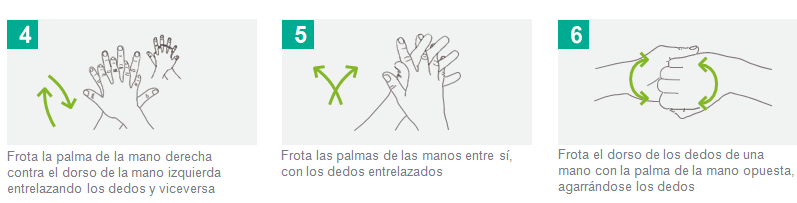 4
Frota la palma de la mano derecha
contra el dorso de la mano izquierda
entrelazando los dedos y viceversa
5
Frota las palmas de las manos entre sí,
con los dedos entrelazados
6
Frota el dorso de los dedos de una
mano con la palma de la mano opuesta,
agarrándose los dedos